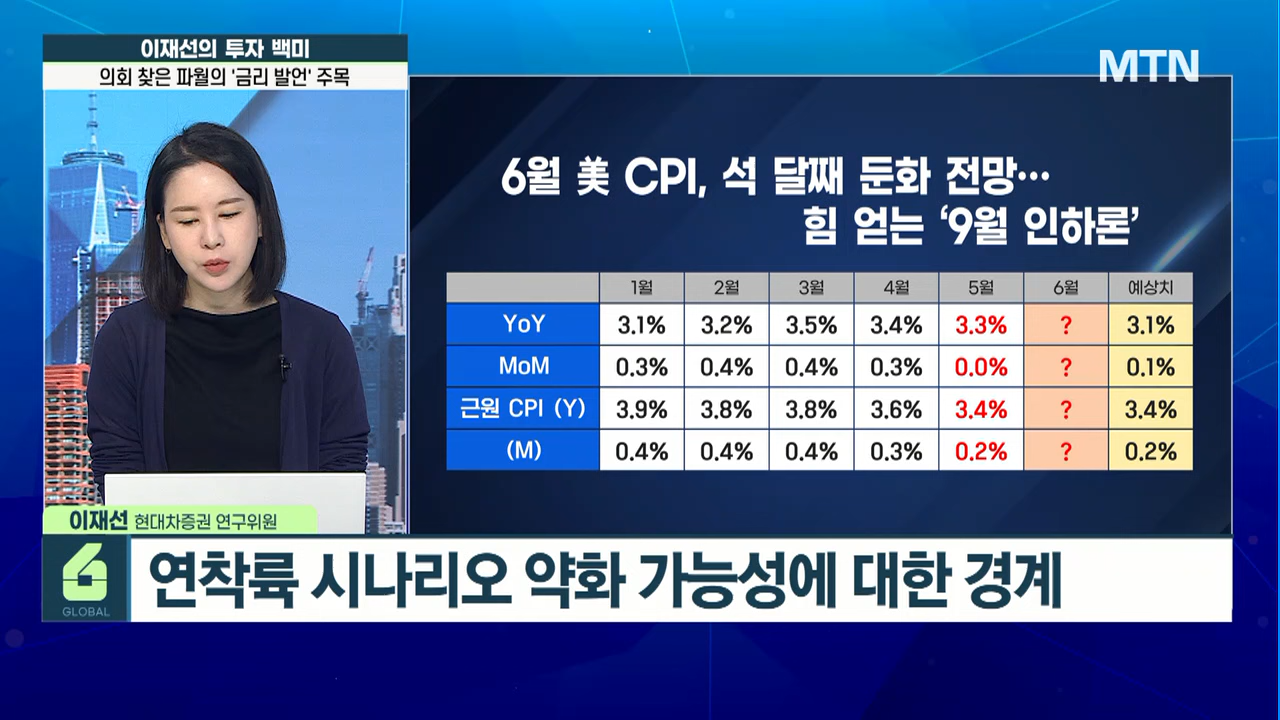 이재선의 투자 백미
의회 찾은 파월의 '금리 발언' 주목
MTN
6월 美 CPI, 석 달째 둔화 전망…
힘 얻는 ‘9월 인하론’
1월 2월 3월 4월 5월 6월 예상치
YoY 3.1% 3.2% 3.5% 3.4% 3.3% ? 3.1%
MoM 0.3% 0.4% 0.4% 0.3% 0.0% ? 0.1%
근원 CPI (Y) 3.9% 3.8% 3.8% 3.6% 3.4% ? 3.4%
(M) 0.4% 0.4% 0.4% 0.3% 0.2% ? 0.2%
이재선 현대차증권 연구위원
6 GLOBAL
연착륙 시나리오 약화 가능성에 대한 경계